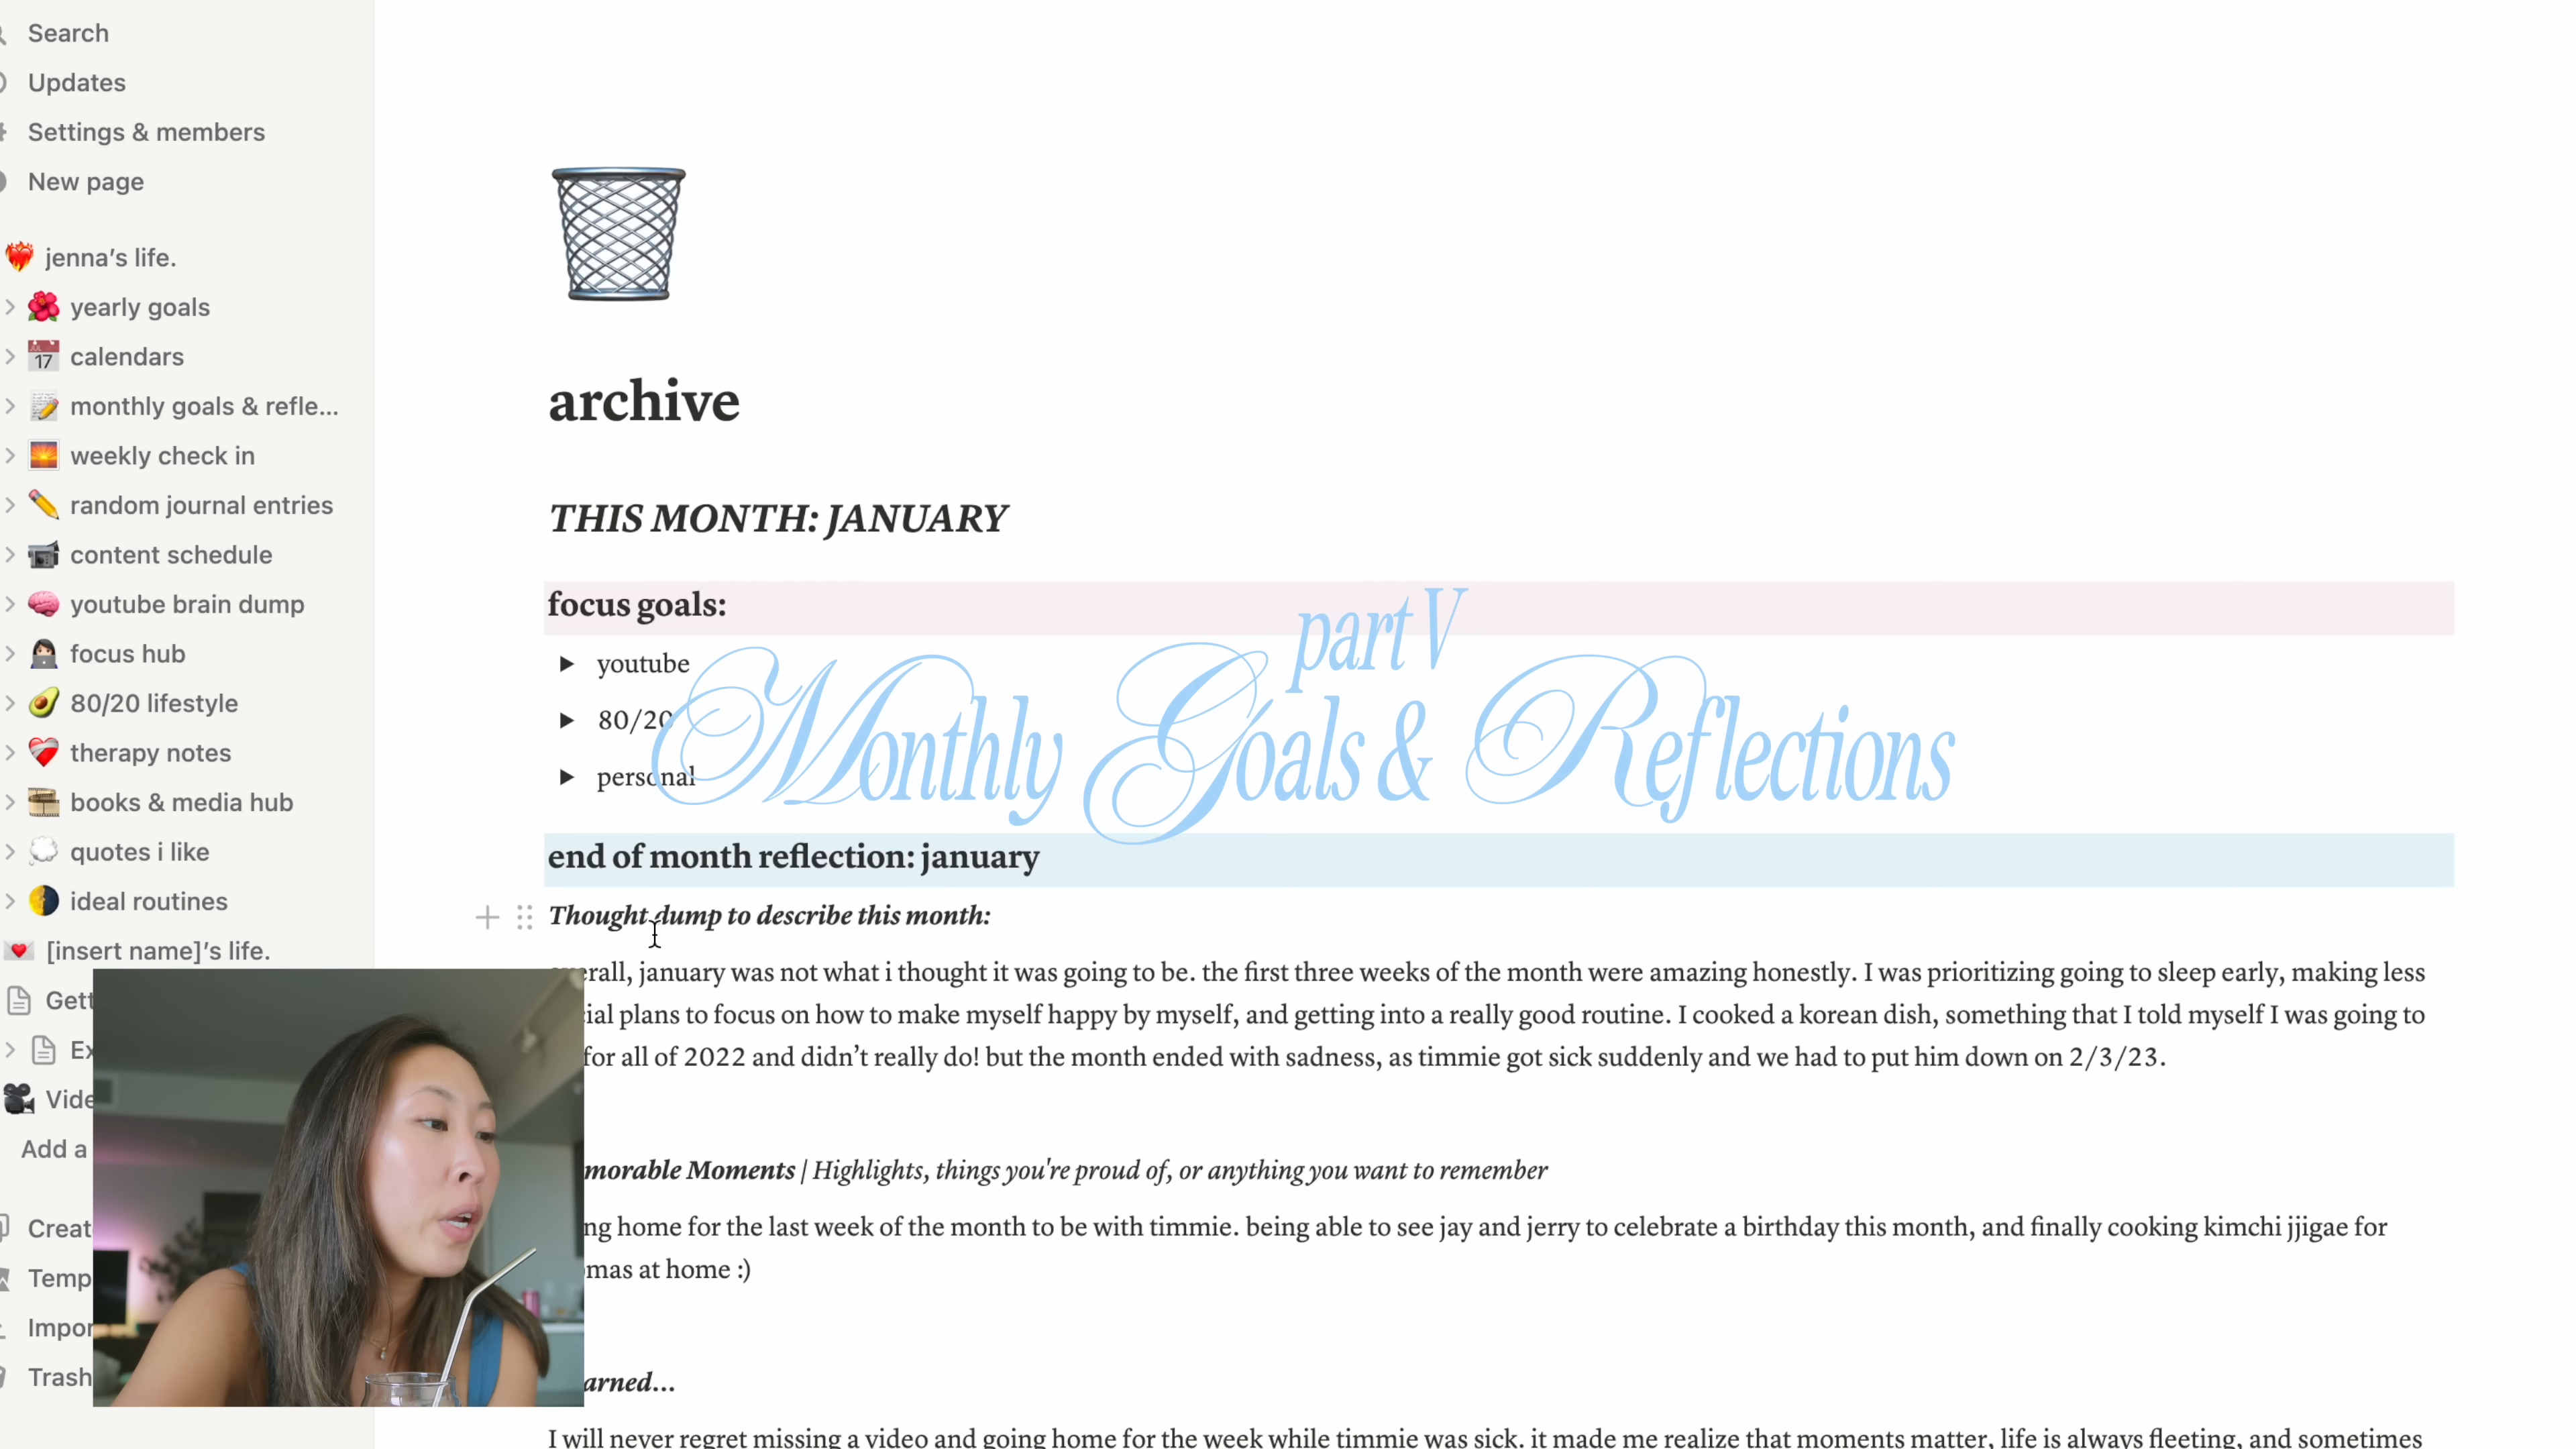 Search
Updates
Settings & members
New page
jenna's life.
yearly goals
JUL
17
calendars
monthly goals & refle...
weekly check in
random journal entries
content schedule
youtube brain dump
focus hub
80/20 lifestyle
therapy notes
books & media hub
quotes i like
ideal routines
[insert name]'s life.
Add a
Trash
archive
THIS MONTH: JANUARY
focus goals:
youtube
80/20
personal
part V
Monthly Goals & Reflections
end of month reflection: january
Thought dump to describe this month:
january was not what i thought it was going to be. the first three weeks of the month were amazing honestly. I was prioritizing going to sleep early, making less
plans to focus on how to make myself happy by myself, and getting into a really good routine. I cooked a korean dish, something that I told myself I was going to
for all of 2022 and didn't really do! but the month ended with sadness, as timmie got sick suddenly and we had to put him down on 2/3/23.
Moments | Highlights, things you're proud of, or anything you want to remember
home for the last week of the month to be with timmie. being able to see jay and jerry to celebrate a birthday this month, and finally cooking kimchi jjigae for
at home :)
I will never regret missing a video and going home for the week while timmie was sick. it made me realize that moments matter, life is always fleeting, and sometimes